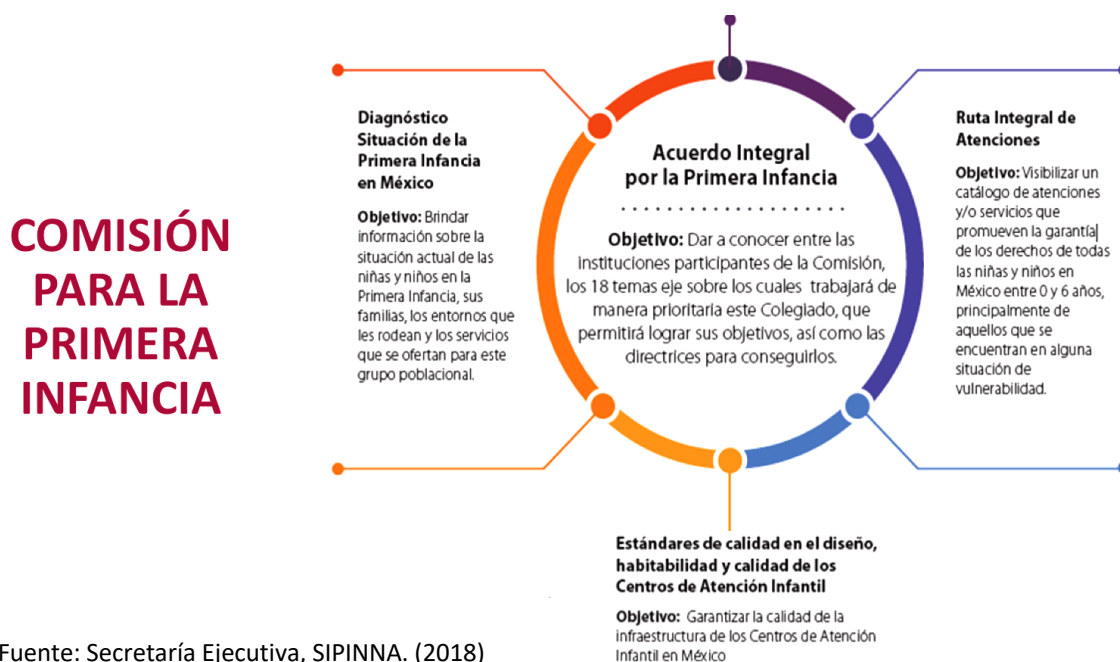 COMISIÓN
PARA LA
PRIMERA
INFANCIA
Diagnóstico
Situación de la
Primera Infancia
en México
Objetivo: Brindar
información sobre la
situación actual de las
niñas y niños en la
Primera Infancia, sus
familias, los entornos que
les rodean y los servicios
que se ofertan para este
grupo poblacional.
Acuerdo Integral
por la Primera Infancia
Objetivo: Dar a conocer entre las
instituciones participantes de la Comisión,
los 18 temas eje sobre los cuales trabajará de
manera prioritaria este Colegiado, que
permitirá lograr sus objetivos, así como las
directrices para conseguirlos.
Ruta Integral de
Atenciones
Objetivo: Visibilizar un
catálogo de atenciones
y/o servicios que
promueven la garantía
de los derechos de todas
las niñas y niños en
México entre 0 y 6 años,
principalmente de
aquellos que se
encuentran en alguna
situación de
vulnerabilidad.
Estándares de calidad en el diseño,
habitabilidad y calidad de los
Centros de Atención Infantil
Objetivo: Garantizar la calidad de la
infraestructura de los Centros de Atención
Infantil en México
Fuente: Secretaría Ejecutiva, SIPINNA. (2018)